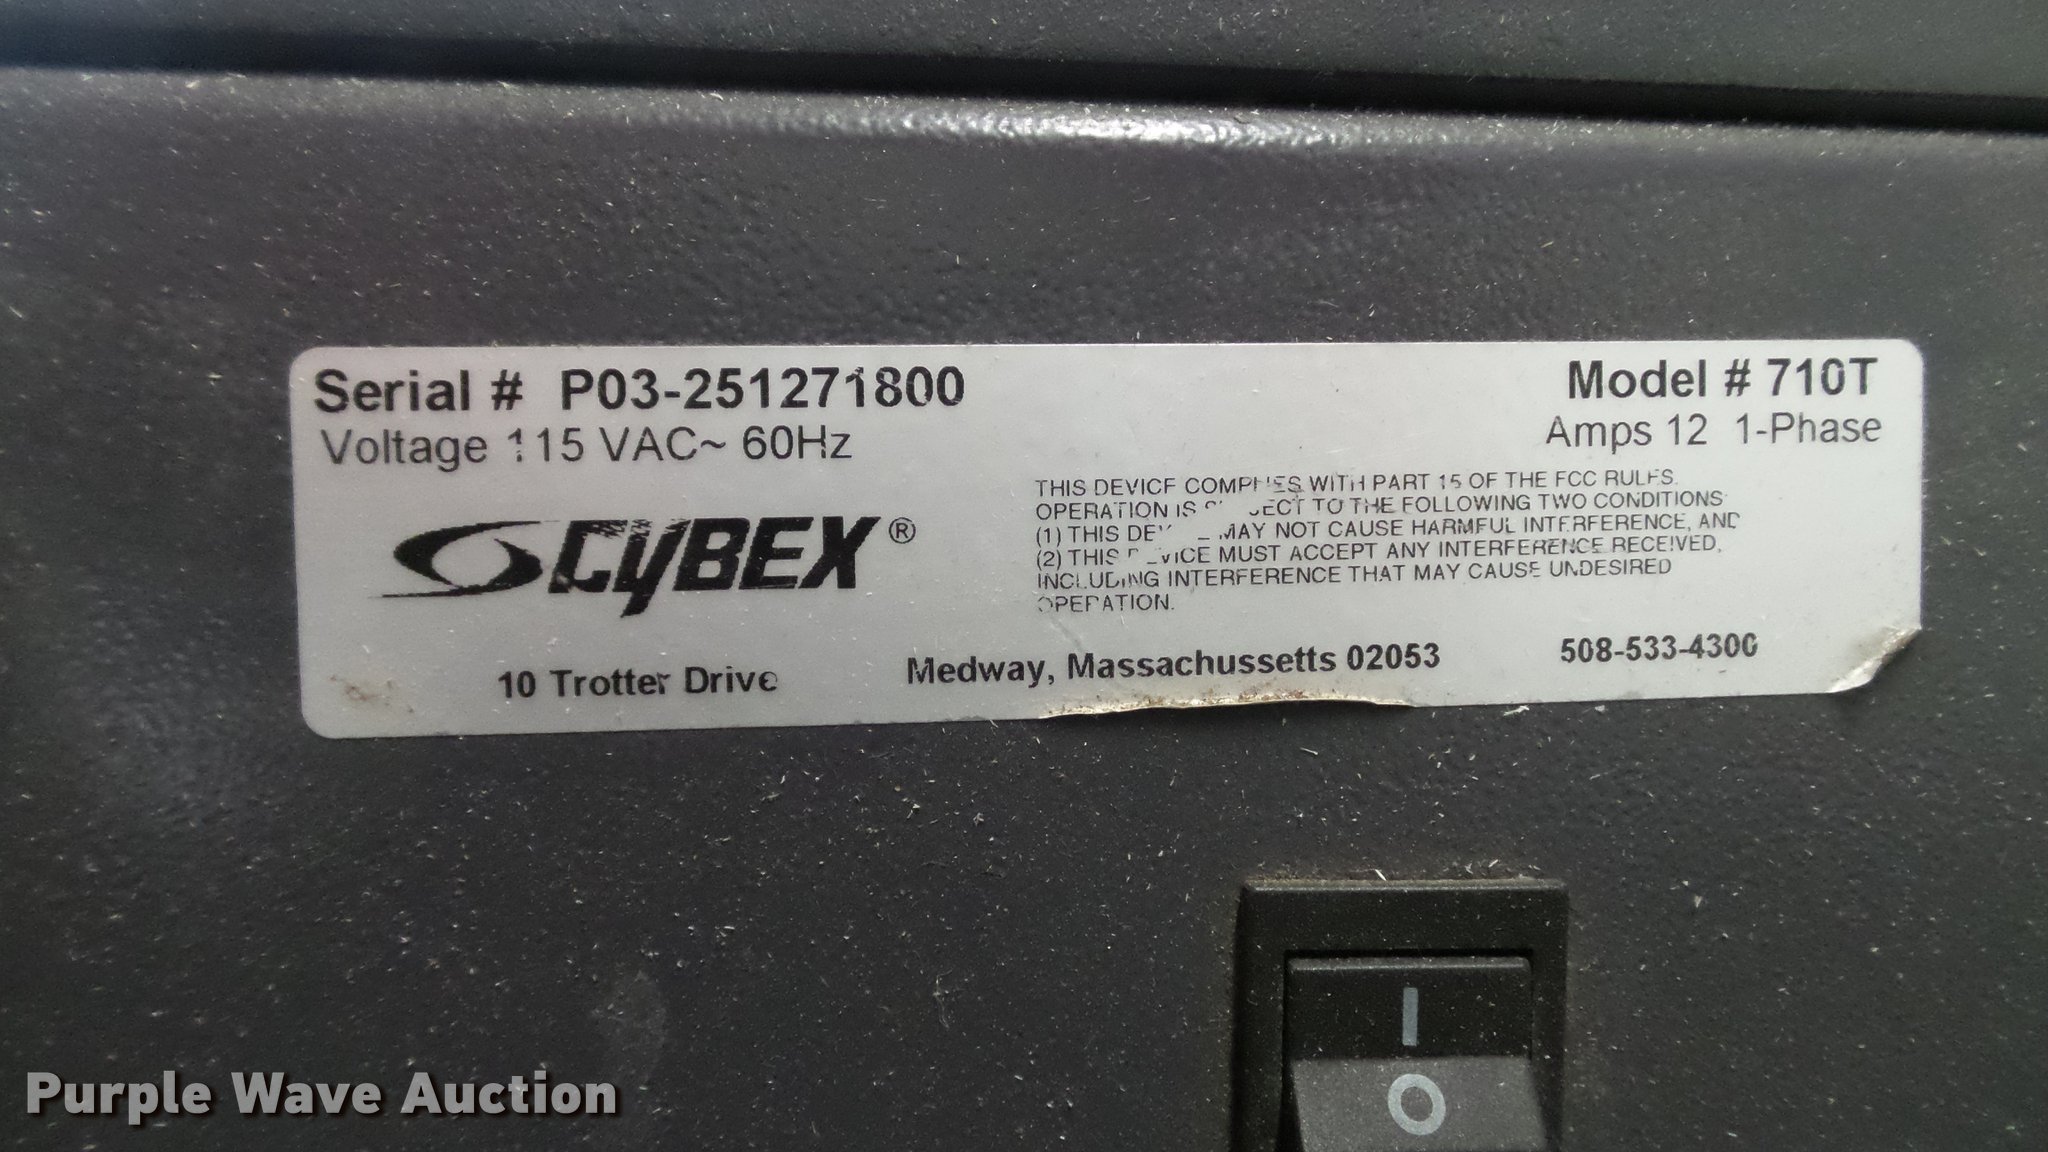 Serial # P03-251271800
Model # 710T
Voltage 115 VAC~ 60Hz
Amps 12 1-Phase
THIS DEVICE COMPLIES WITH PART 15 OF THE FCC RULES.
OPERATION IS SUBJECT TO THE FOLLOWING TWO CONDITIONS
(1) THIS DEVICE MAY NOT CAUSE HARMFUL INTERFERENCE, AND
(2) THIS DEVICE MUST ACCEPT ANY INTERFERENCE RECEIVED,
INCLUDING INTERFERENCE THAT MAY CAUSE UNDESIRED
OPERATION.
CYBEX®
10 Trotter Drive Medway, Massachussetts 02053 508-533-4300
I
O
Purple Wave Auction